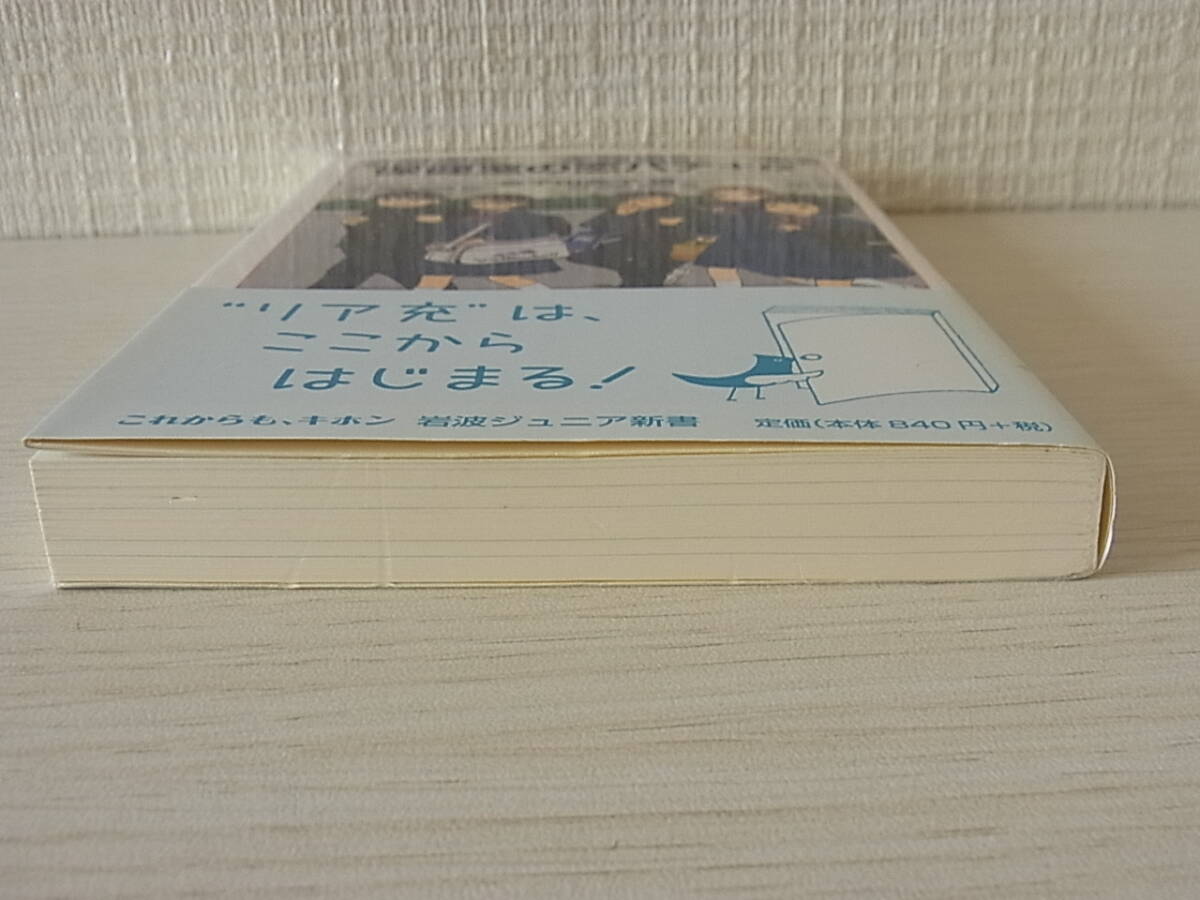 “リア充”は、
ここから
はじまる!
これからも、キホン 岩波ジュニア新書 定価(本体840円+税)